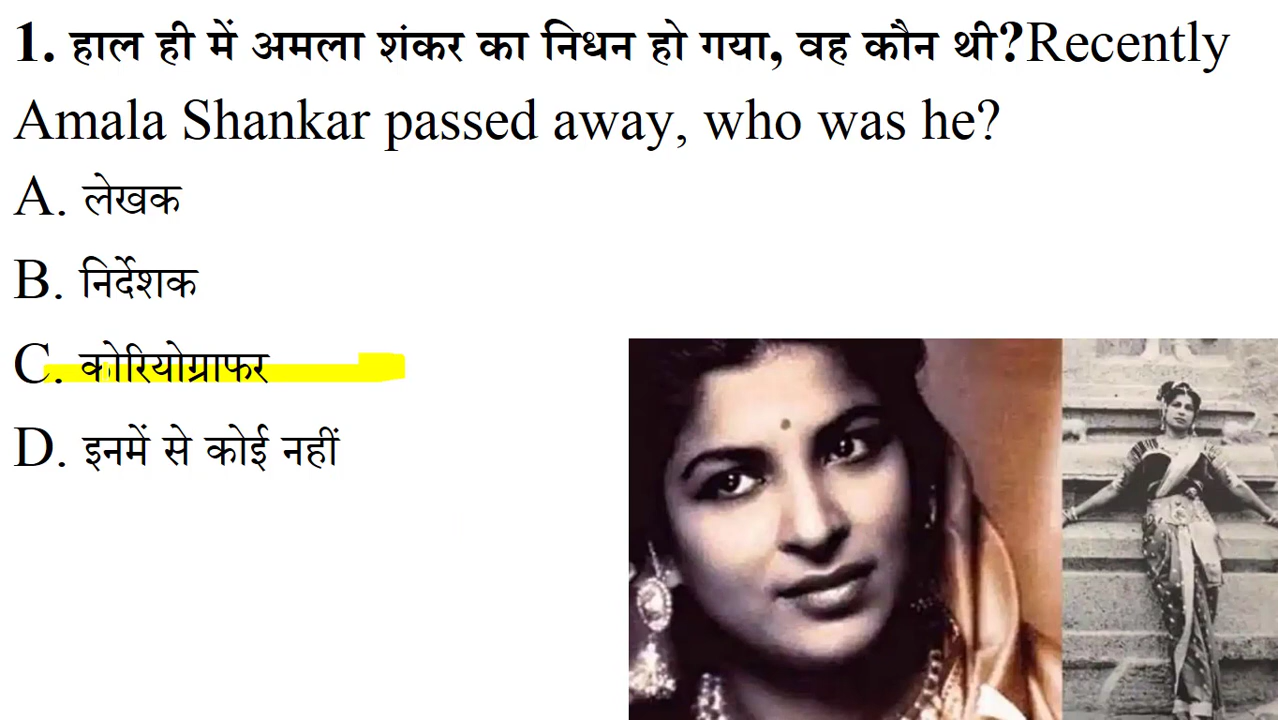 1. हाल ही में अमला शंकर का निधन हो गया, वह कौन थी?Recently
Amala Shankar passed away, who was he?
A. लेखक
B. निर्देशक
C. कोरियोग्राफर
D. इनमें से कोई नहीं